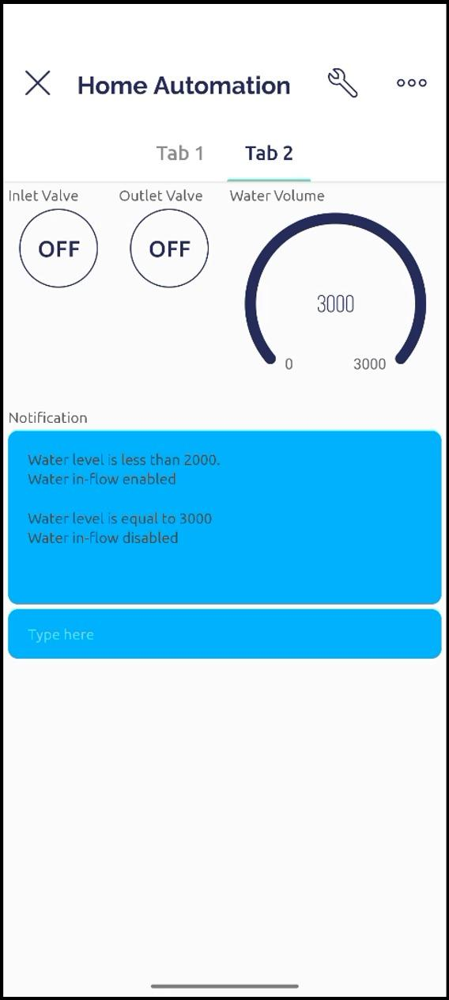 Home Automation
Tab 1 Tab 2
Inlet Valve Outlet Valve Water Volume
OFF OFF
3000
0 3000
Notification
Water level is less than 2000.
Water in-flow enabled
Water level is equal to 3000
Water in-flow disabled
Type here